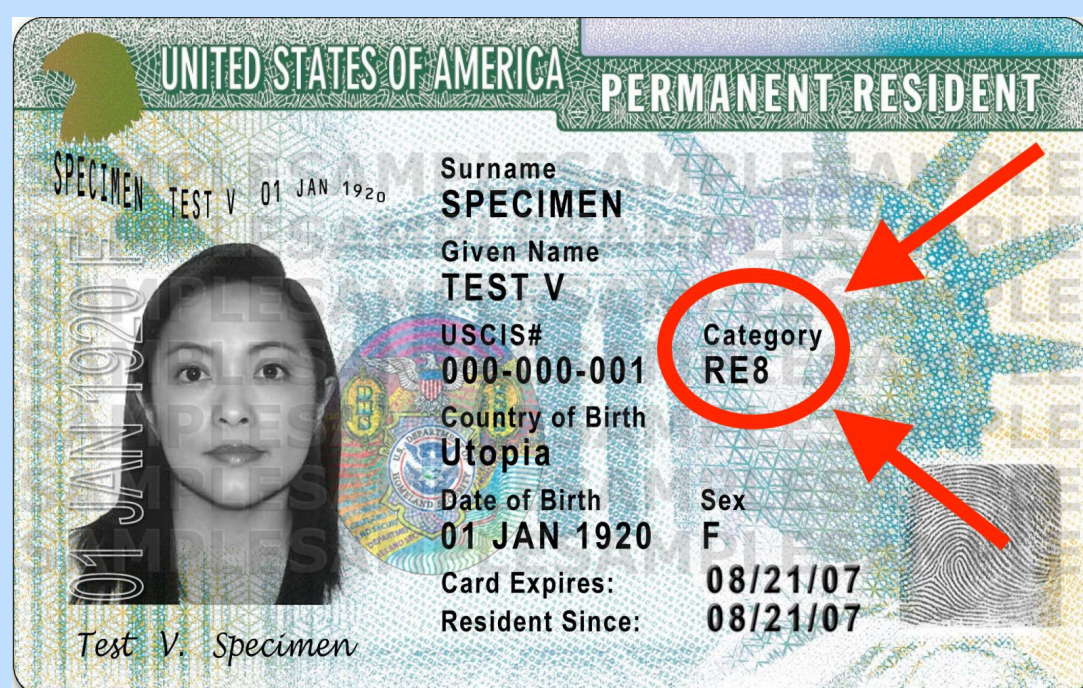 UNITED STATES OF AMERICA
PERMANENT RESIDENT
SPECIMEN TEST V 01 JAN 1920
Surname
SPECIMEN
Given Name
TEST V
USCIS# Category
000-000-001 RE8
Country of Birth
Utopia
Date of Birth Sex
01 JAN 1920 F
Card Expires: 08/21/07
Resident Since: 08/21/07
01 JAN 1920 F
Test V. Specimen